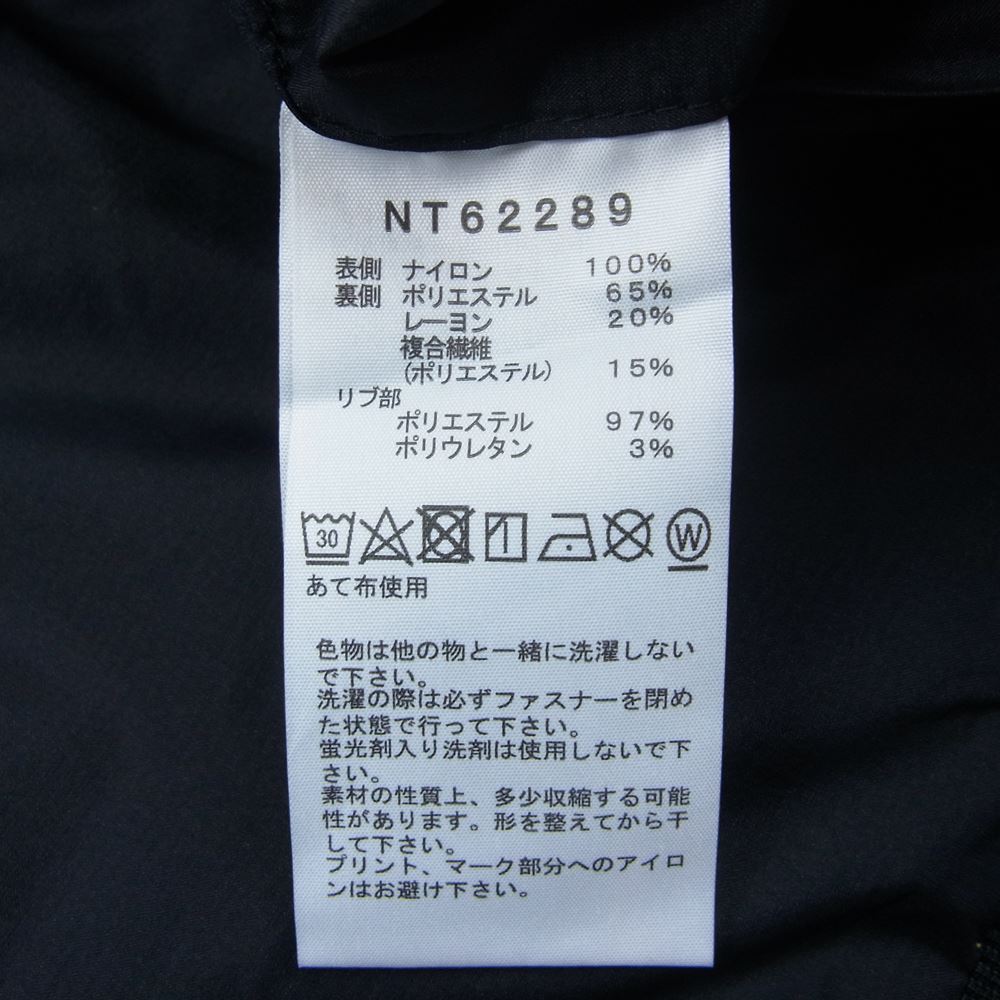 NT62289
表側 ナイロン 100%
裏側 ポリエステル 65%
レーヨン 20%
複合繊維
(ポリエステル) 15%
リブ部
ポリエステル 97%
ポリウレタン 3%
30 W
あて布使用
色物は他の物と一緒に洗濯しない
で下さい。
洗濯の際は必ずファスナーを閉め
た状態で行って下さい。
蛍光剤入り洗剤は使用しないで下
さい。
素材の性質上、多少収縮する可能
性があります。形を整えてから干
して下さい。
プリント、マーク部分へのアイロ
ンはお避け下さい。